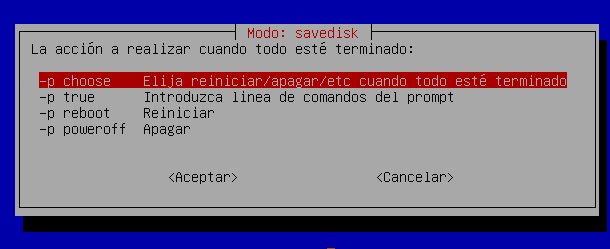 Modo: savedisk
La acción a realizar cuando todo esté terminado:
-p choose Elija reiniciar/apagar/etc cuando todo esté terminado
-p true Introduzca linea de comandos del prompt
-p reboot Reiniciar
-p poweroff Apagar
<Aceptar> <Cancelar>